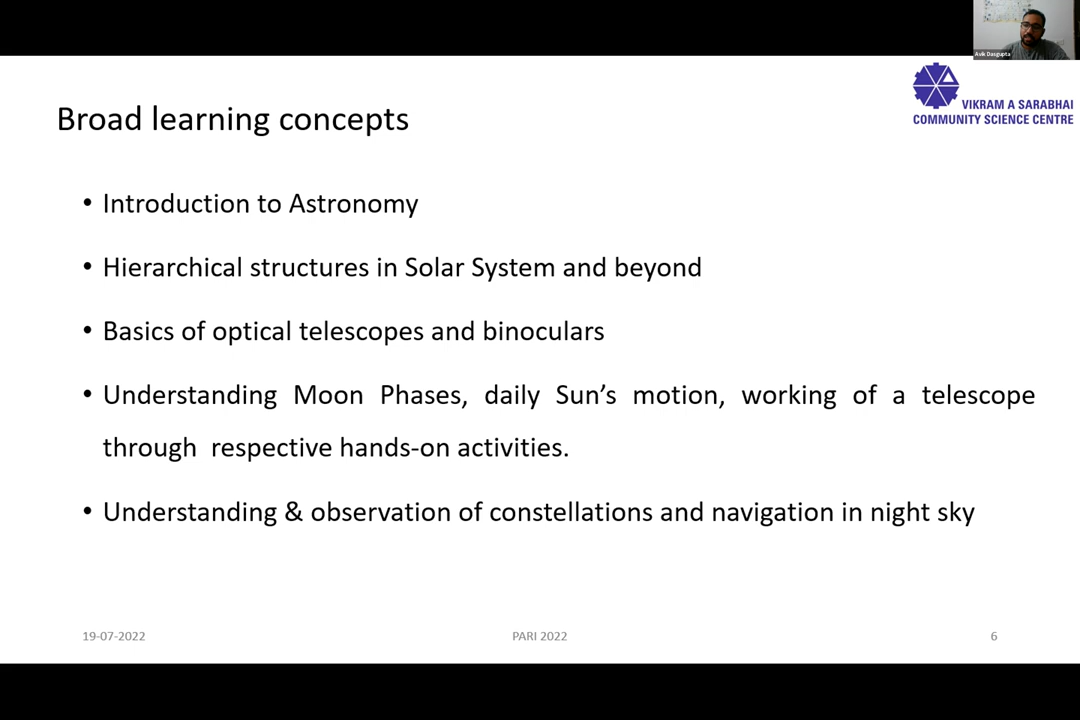 Avik Dasgupta
VIKRAM A SARABHAI
COMMUNITY SCIENCE CENTRE
Broad learning concepts
• Introduction to Astronomy
• Hierarchical structures in Solar System and beyond
• Basics of optical telescopes and binoculars
• Understanding Moon Phases, daily Sun’s motion, working of a telescope
through respective hands-on activities.
• Understanding & observation of constellations and navigation in night sky
19-07-2022
PARI 2022
6